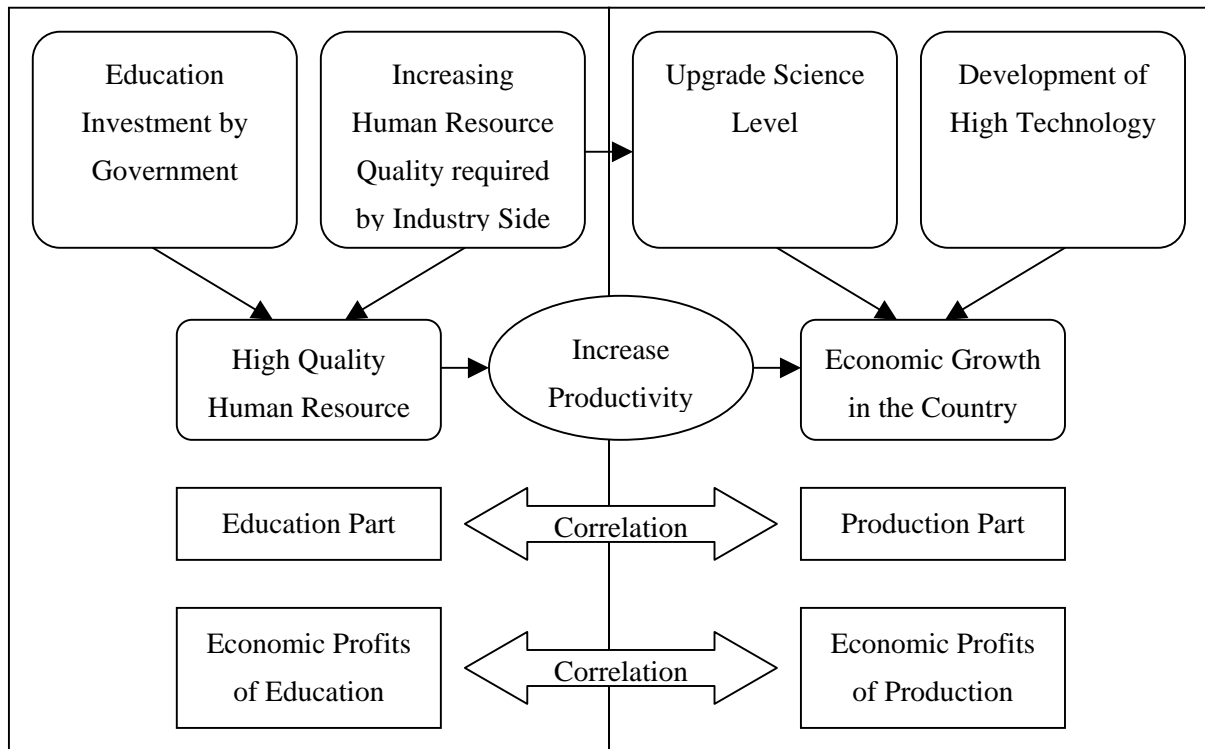 Education
Investment by
Government
Increasing
Human Resource
Quality required
by Industry Side
Upgrade Science
Level
Development of
High Technology
High Quality
Human Resource
Increase
Productivity
Economic Growth
in the Country
Education Part
Correlation
Production Part
Economic Profits
of Education
Correlation
Economic Profits
of Production